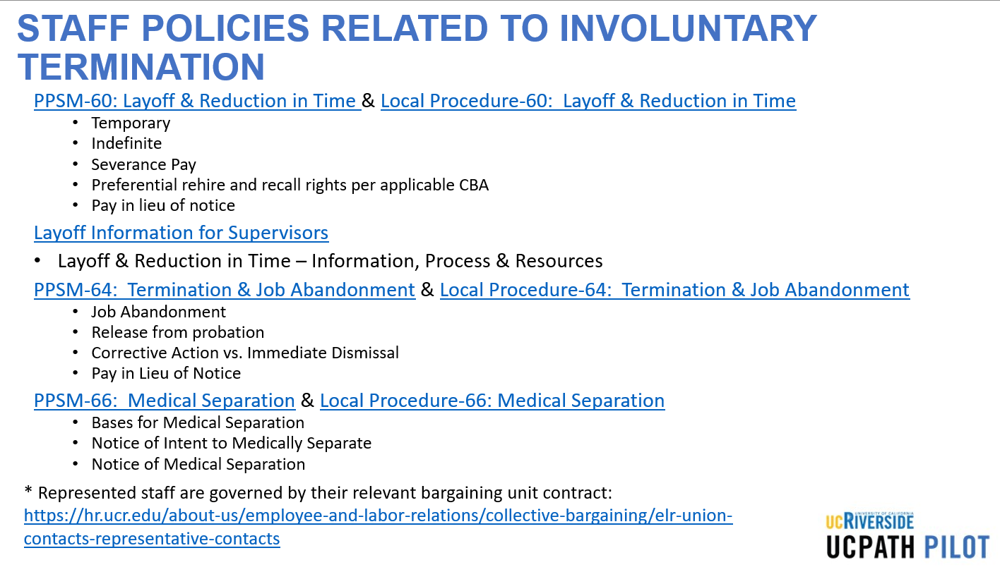 STAFF POLICIES RELATED TO INVOLUNTARY
TERMINATION
PPSM-60: Layoff & Reduction in Time & Local Procedure-60:  Layoff & Reduction in Time
• Temporary
• Indefinite
• Severance Pay
• Preferential rehire and recall rights per applicable CBA
• Pay in lieu of notice
Layoff Information for Supervisors
• Layoff & Reduction in Time – Information, Process & Resources
PPSM-64:  Termination & Job Abandonment & Local Procedure-64:  Termination & Job Abandonment
• Job Abandonment
• Release from probation
• Corrective Action vs. Immediate Dismissal
• Pay in Lieu of Notice
PPSM-66:  Medical Separation & Local Procedure-66: Medical Separation
• Bases for Medical Separation
• Notice of Intent to Medically Separate
• Notice of Medical Separation
* Represented staff are governed by their relevant bargaining unit contract:
https://hr.ucr.edu/about-us/employee-and-labor-relations/collective-bargaining/elr-union-
contacts-representative-contacts
UNIVERSITY OF CALIFORNIA
UCRIVERSIDE
UCPATH PILOT